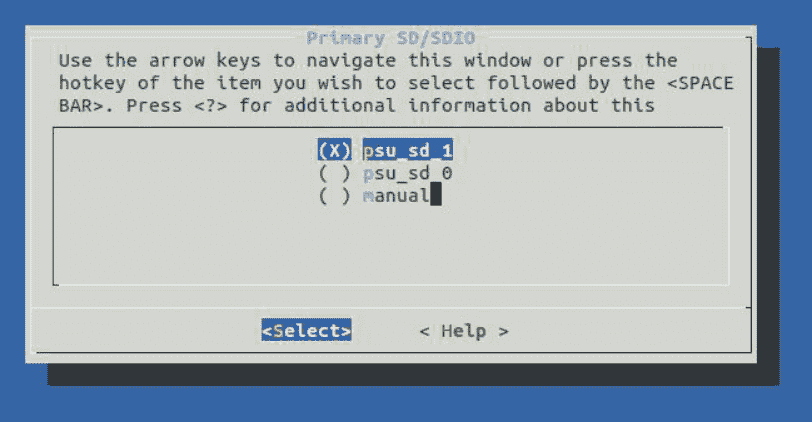 Primary SD/SDIO
Use the arrow keys to navigate this window or press the
hotkey of the item you wish to select followed by the <SPACE
BAR>. Press <?> for additional information about this
(X) psu_sd_1
( ) psu_sd_0
( ) manual
<Select> < Help >